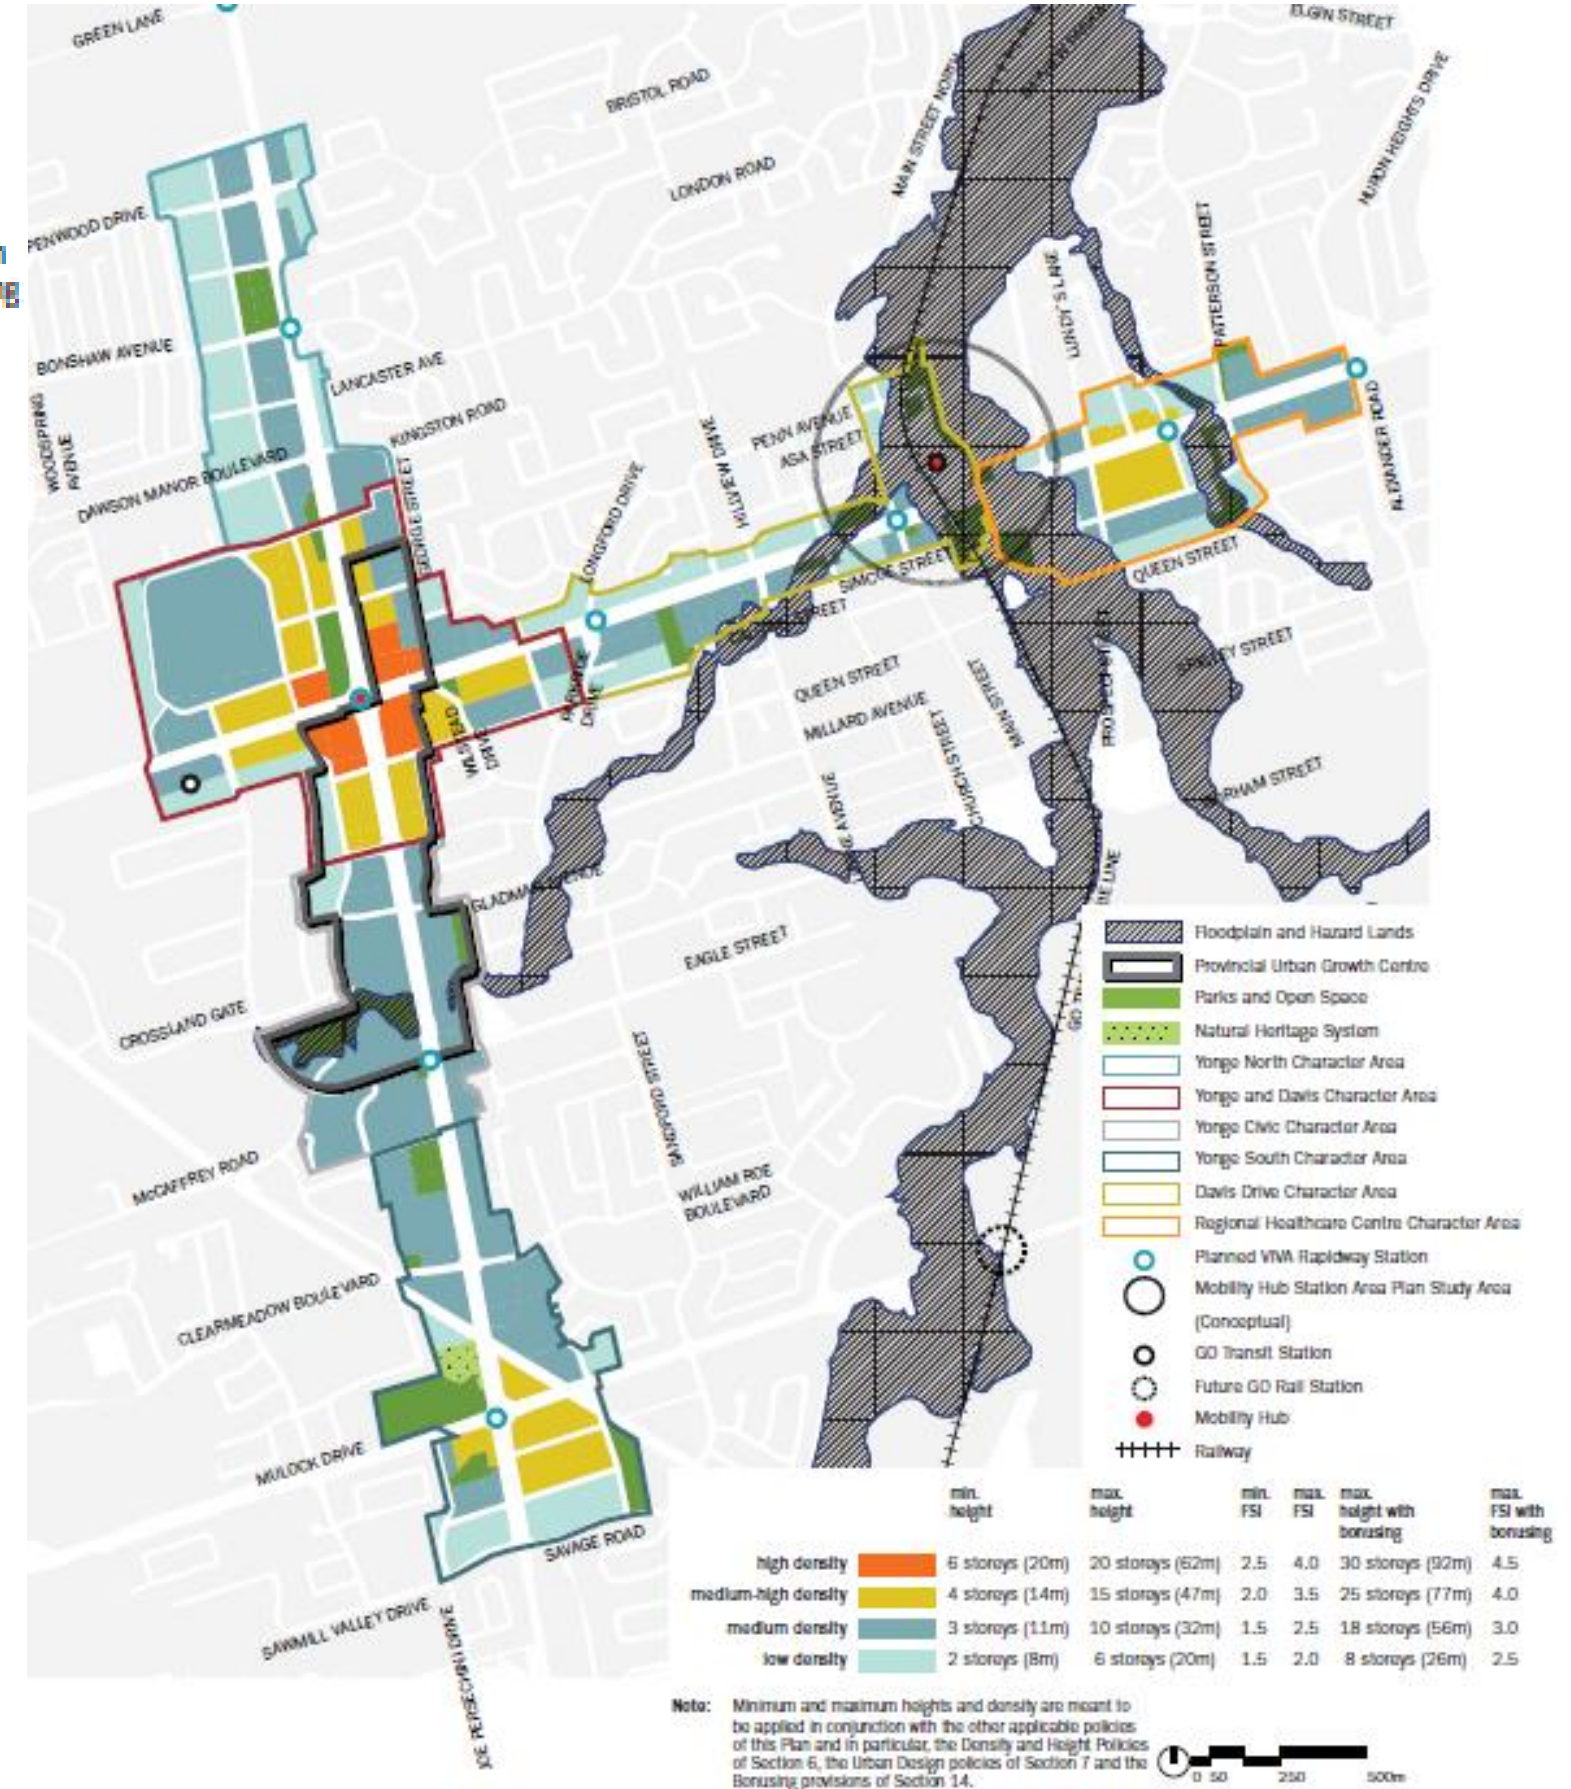 GREEN LANE
ELGIN STREET
BRISTOL ROAD
MAIN STREET NORTH
HURON HEIGHTS DRIVE
LONDON ROAD
PENWOOD DRIVE
PATTERSON STREET
LUNDY'S LANE
BONSHAW AVENUE
LANCASTER AVE
WOODSPRING
AVENUE
KINGSTON ROAD
PENN AVENUE
ASA STREET
HILLVIEW DRIVE
ALEXANDER ROAD
DAWSON MANOR BOULEVARD
GEORGE STREET
LONGFORD DRIVE
SIMCOE STREET
QUEEN STREET
STREET
PARKSIDE
DRIVE
QUEEN STREET
MILLARD AVENUE
MAIN STREET
CHURCH STREET
PROSPECT STREET
SRIGLEY STREET
WILSTEAD
DRIVE
AVENUE
GORHAM STREET
GLADMAN AVENUE
EAGLE STREET
CROSSLAND GATE
SANDFORD STREET
McCAFFREY ROAD
WILLIAM ROE
BOULEVARD
CLEARMEADOW BOULEVARD
MULOCK DRIVE
SAVAGE ROAD
SAWMILL VALLEY DRIVE
JOE PERSECHINI DRIVE
Floodplain and Hazard Lands
Provincial Urban Growth Centre
Parks and Open Space
Natural Heritage System
Yonge North Character Area
Yonge and Davis Character Area
Yonge Civic Character Area
Yonge South Character Area
Davis Drive Character Area
Regional Healthcare Centre Character Area
Planned VIVA Rapidway Station
Mobility Hub Station Area Plan Study Area
(Conceptual)
GO Transit Station
Future GO Rail Station
Mobility Hub
Railway
min. height max. height min. FSI max. FSI max. height with bonusing max. FSI with bonusing
high density 6 storeys (20m) 20 storeys (62m) 2.5 4.0 30 storeys (92m) 4.5
medium-high density 4 storeys (14m) 15 storeys (47m) 2.0 3.5 25 storeys (77m) 4.0
medium density 3 storeys (11m) 10 storeys (32m) 1.5 2.5 18 storeys (56m) 3.0
low density 2 storeys (8m) 6 storeys (20m) 1.5 2.0 8 storeys (26m) 2.5
Note: Minimum and maximum heights and density are meant to
be applied in conjunction with the other applicable policies
of this Plan and in particular, the Density and Height Policies
of Section 6, the Urban Design policies of Section 7 and the
Bonusing provisions of Section 14.
0 50 250 500m